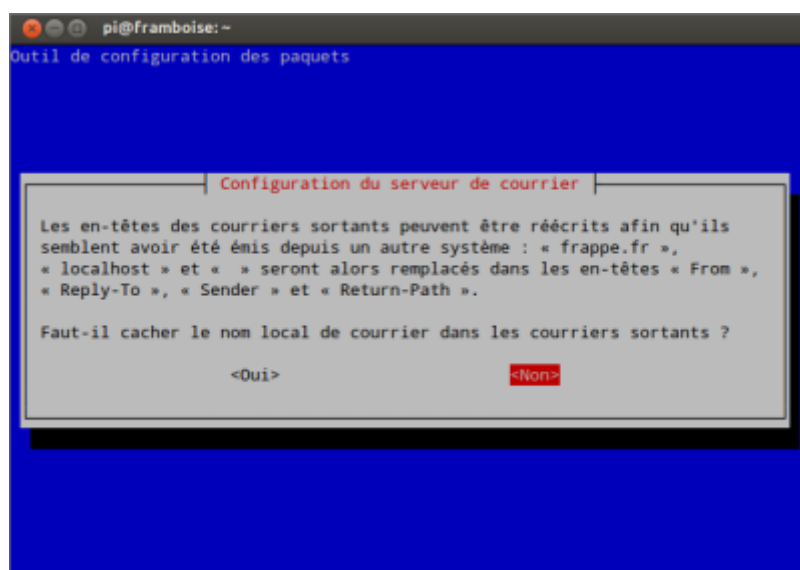 pi@framboise: ~
Outil de configuration des paquets
Configuration du serveur de courrier
Les en-têtes des courriers sortants peuvent être réécrits afin qu'ils
semblent avoir été émis depuis un autre système : « frappe.fr »,
« localhost » et «  » seront alors remplacés dans les en-têtes « From »,
« Reply-To », « Sender » et « Return-Path ».
Faut-il cacher le nom local de courrier dans les courriers sortants ?
<Oui> <Non>